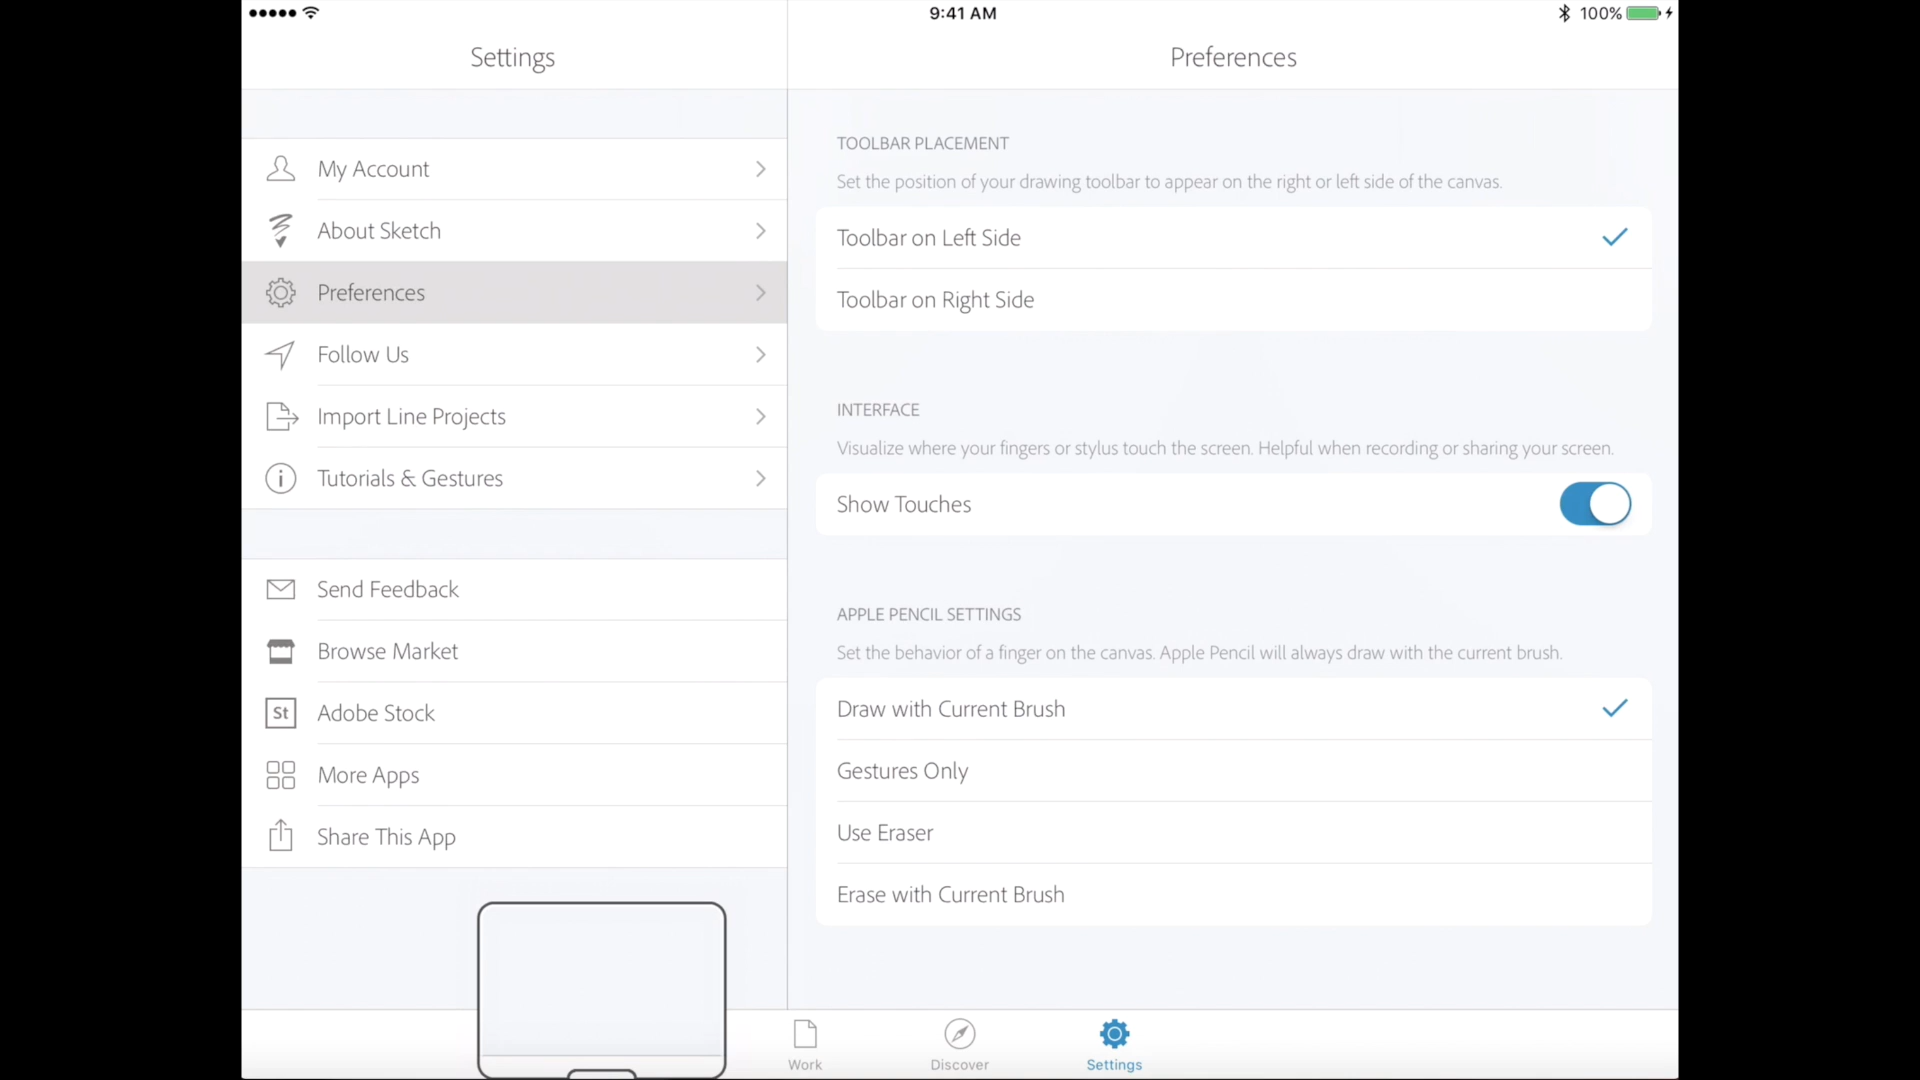 9:41 AM
100%
Settings
Preferences
My Account
About Sketch
Preferences
Follow Us
Import Line Projects
Tutorials & Gestures
Send Feedback
Browse Market
St
Adobe Stock
More Apps
Share This App
TOOLBAR PLACEMENT
Set the position of your drawing toolbar to appear on the right or left side of the canvas.
Toolbar on Left Side
Toolbar on Right Side
INTERFACE
Visualize where your fingers or stylus touch the screen. Helpful when recording or sharing your screen.
Show Touches
APPLE PENCIL SETTINGS
Set the behavior of a finger on the canvas. Apple Pencil will always draw with the current brush.
Draw with Current Brush
Gestures Only
Use Eraser
Erase with Current Brush
Work
Discover
Settings